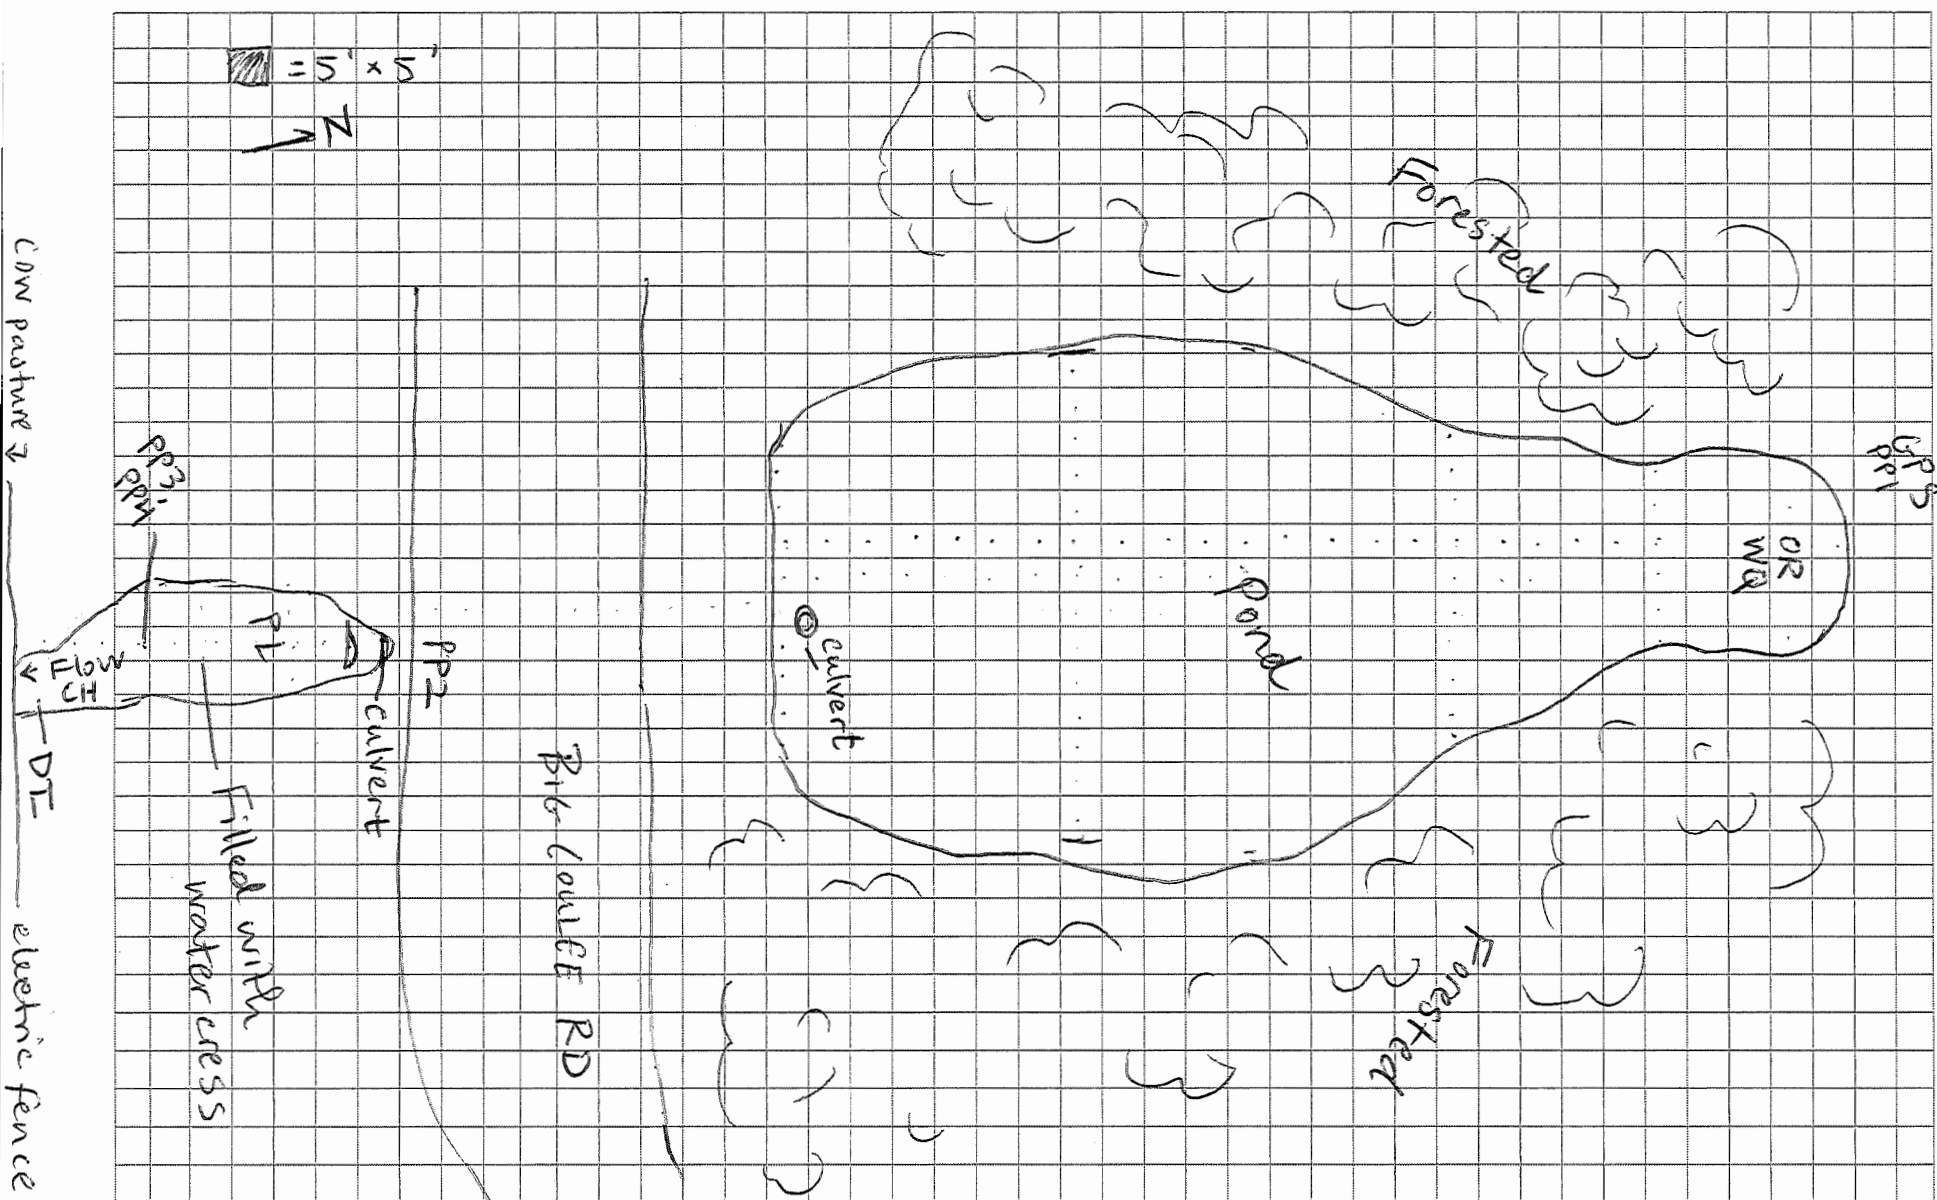 = 5' x 5'
N
Forested
GPS
PP1
OR
WQ
Pond
culvert
Forested
BIG COULEE RD
PP2
culvert
PL
Filled with
watercress
PP3
PP4
Flow
CH
DI
cow pasture
electric fence